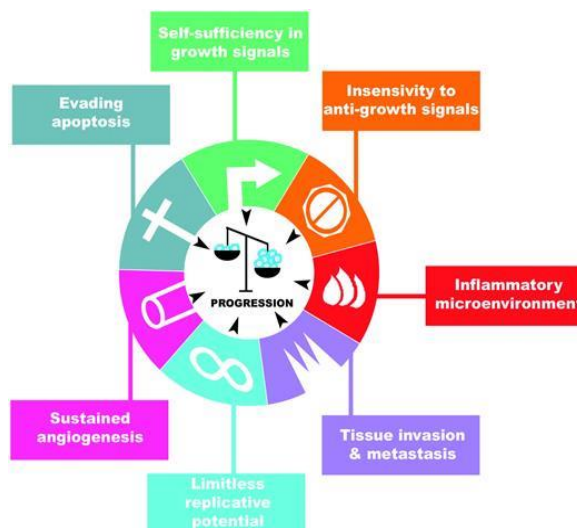 Self-sufficiency in
growth signals
Insensivity to
anti-growth signals
Evading
apoptosis
PROGRESSION
Inflammatory
microenvironment
Sustained
angiogenesis
Tissue invasion
& metastasis
Limitless
replicative
potential